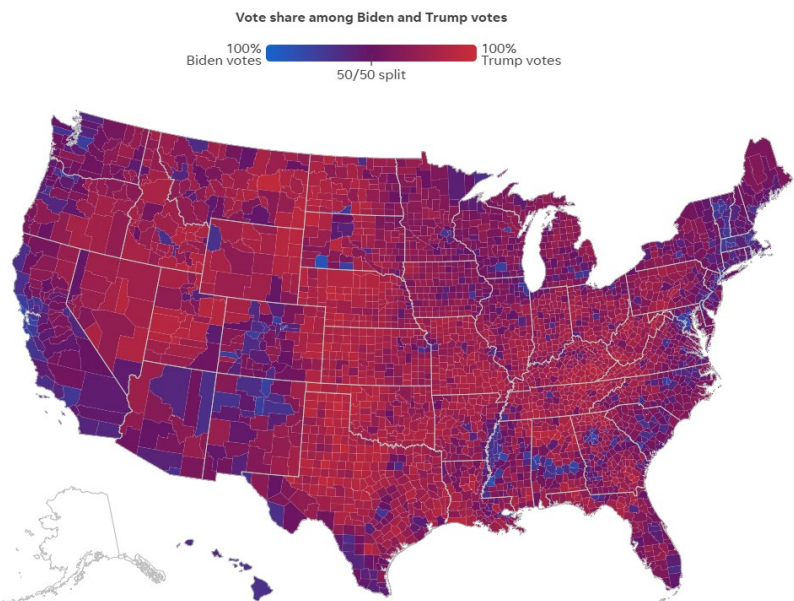 Vote share among Biden and Trump votes
100%
Biden votes
100%
Trump votes
50/50 split